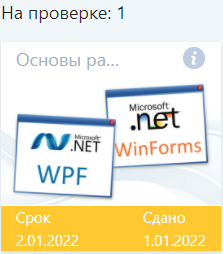 На проверке: 1
Основы ра...
i
Microsoft
.net
WinForms
Microsoft
.NET
WPF
Срок Сдано
2.01.2022 1.01.2022